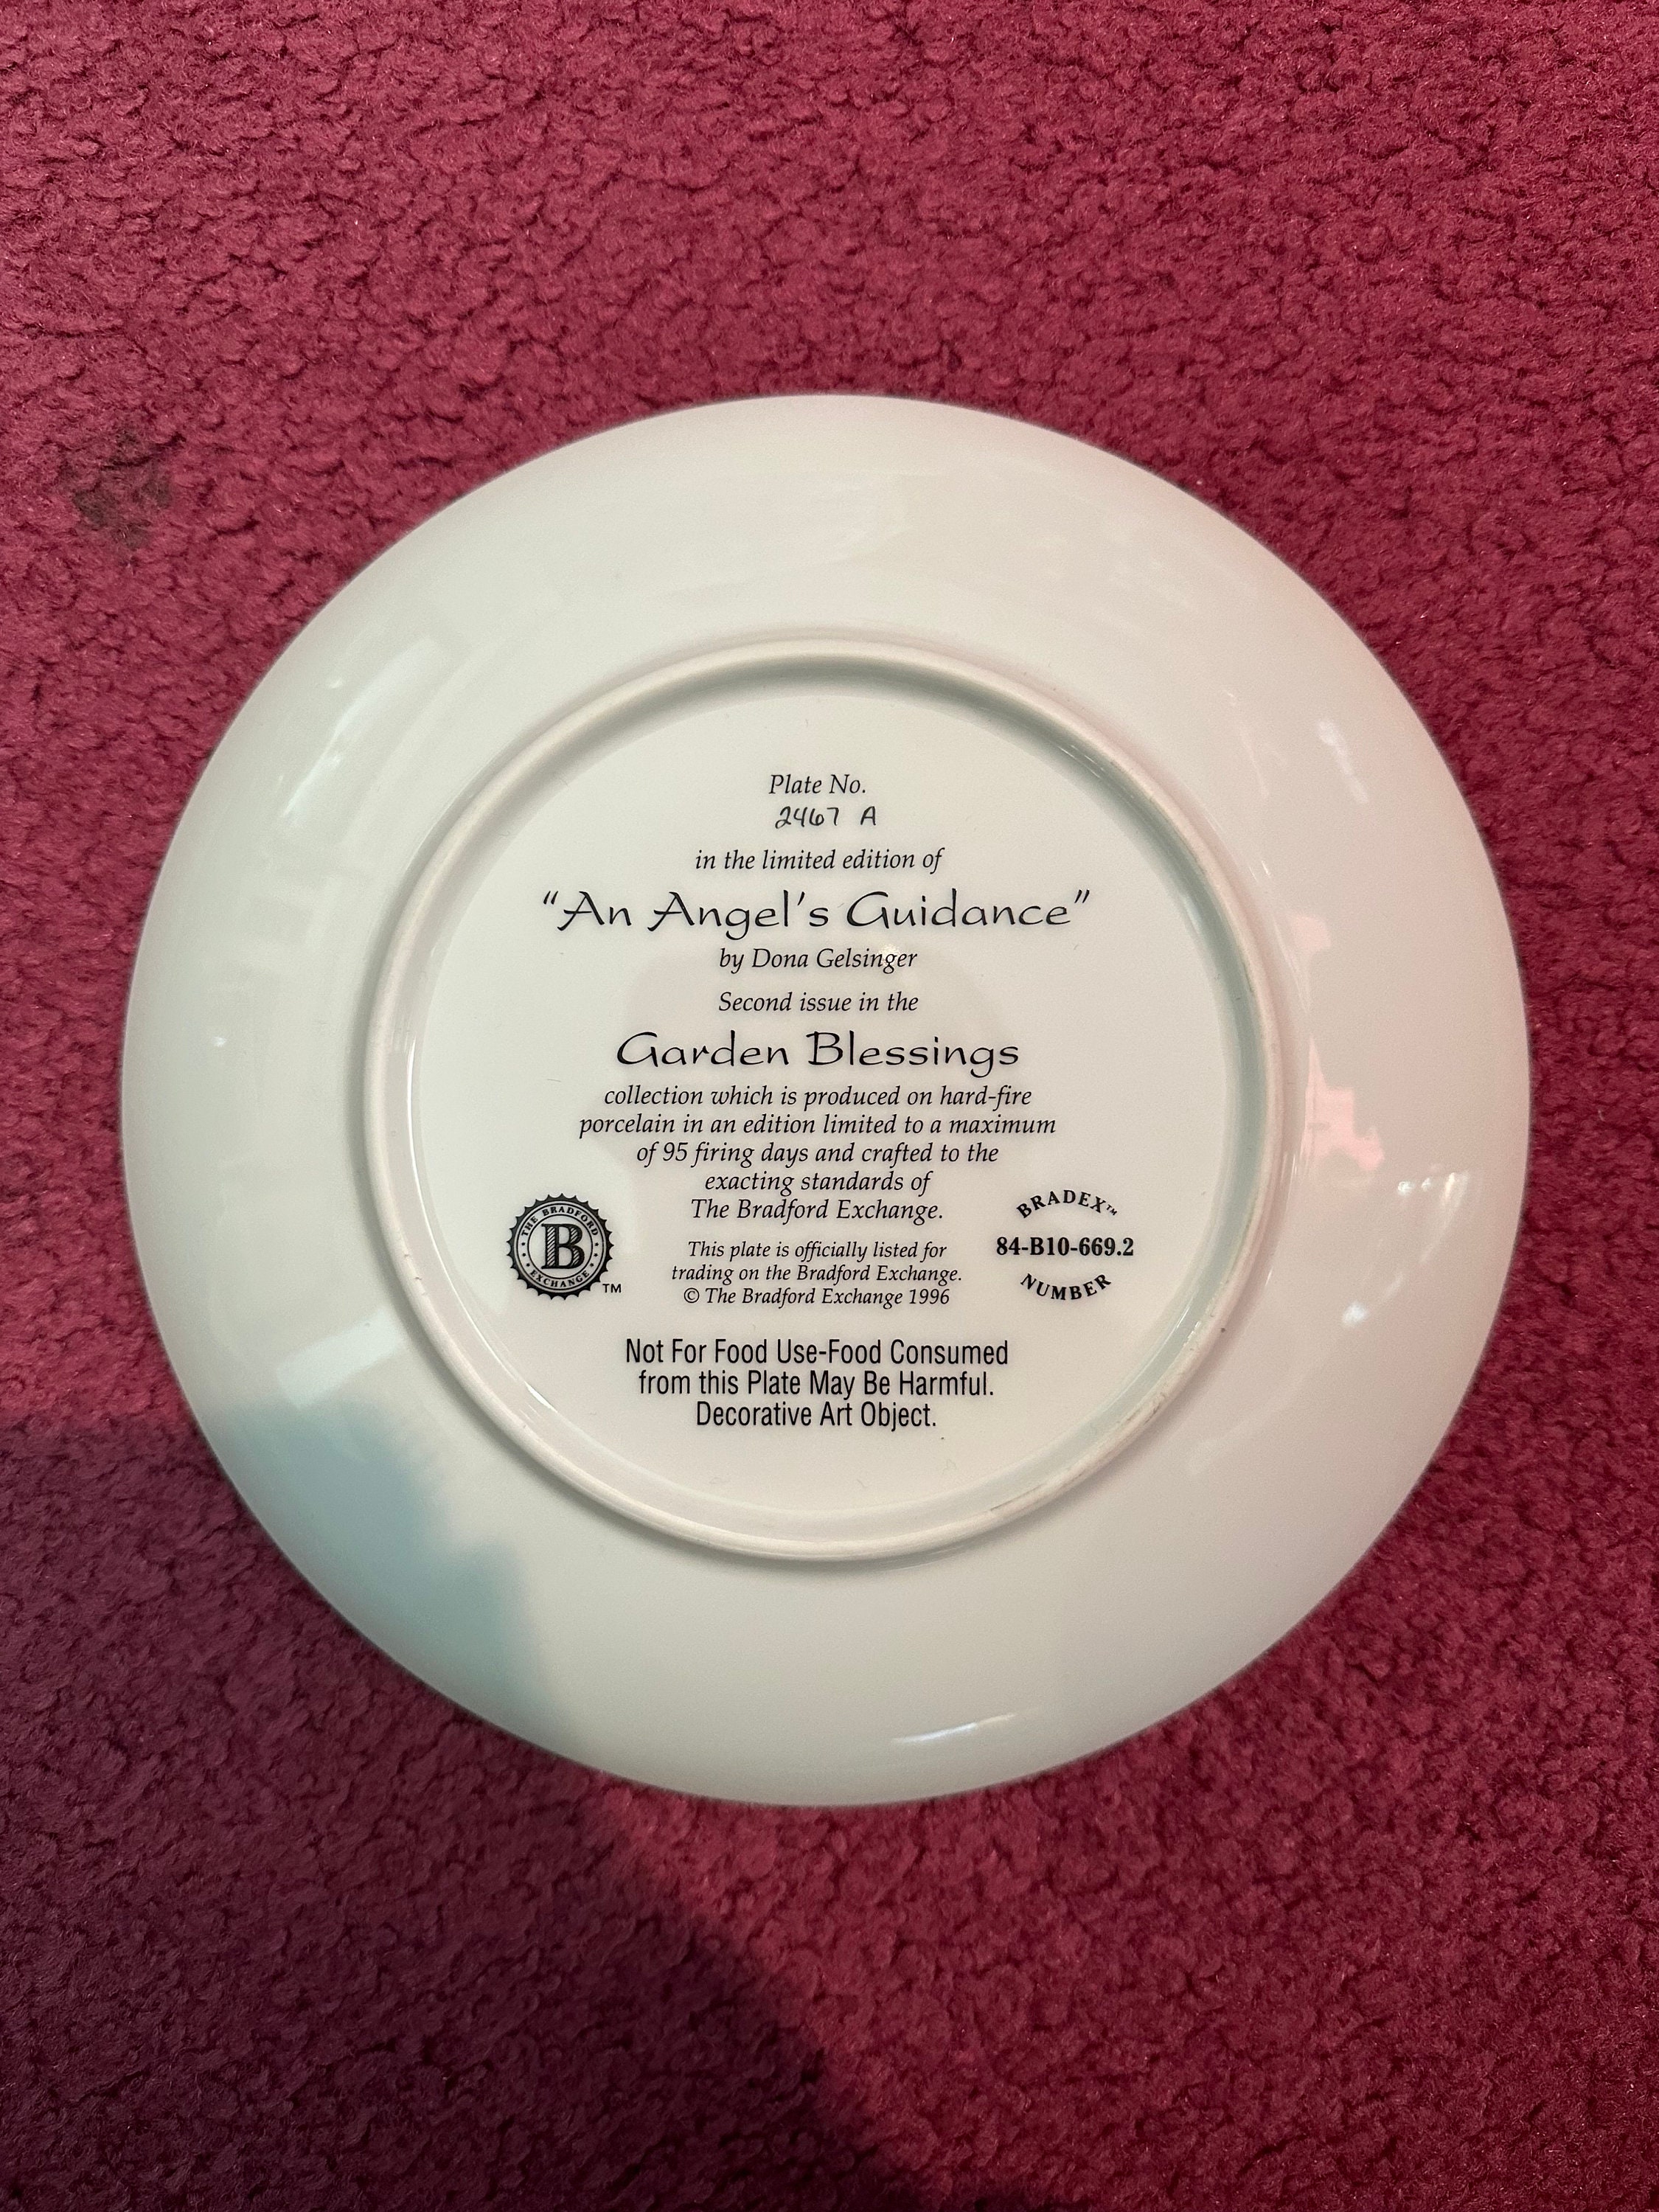 Plate No.
2467 A
in the limited edition of
“An Angel’s Guidance”
by Dona Gelsinger
Second issue in the
Garden Blessings
collection which is produced on hard-fire
porcelain in an edition limited to a maximum
of 95 firing days and crafted to the
exacting standards of
The Bradford Exchange.
THE BRADFORD
B
EXCHANGE
TM
This plate is officially listed for
trading on the Bradford Exchange.
© The Bradford Exchange 1996
BRADEX™
84-B10-669.2
NUMBER
Not For Food Use-Food Consumed
from this Plate May Be Harmful.
Decorative Art Object.